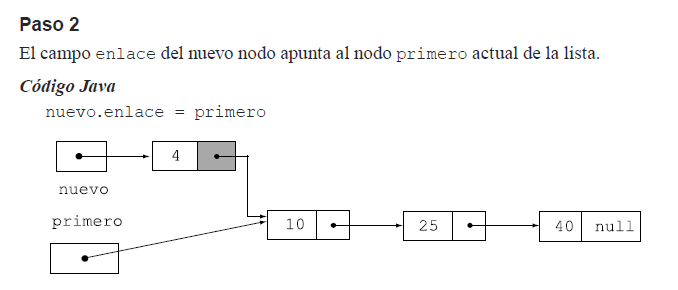 Paso 2
El campo enlace del nuevo nodo apunta al nodo primero actual de la lista.
Código Java
nuevo.enlace = primero
4
nuevo
primero
10 25 40 null